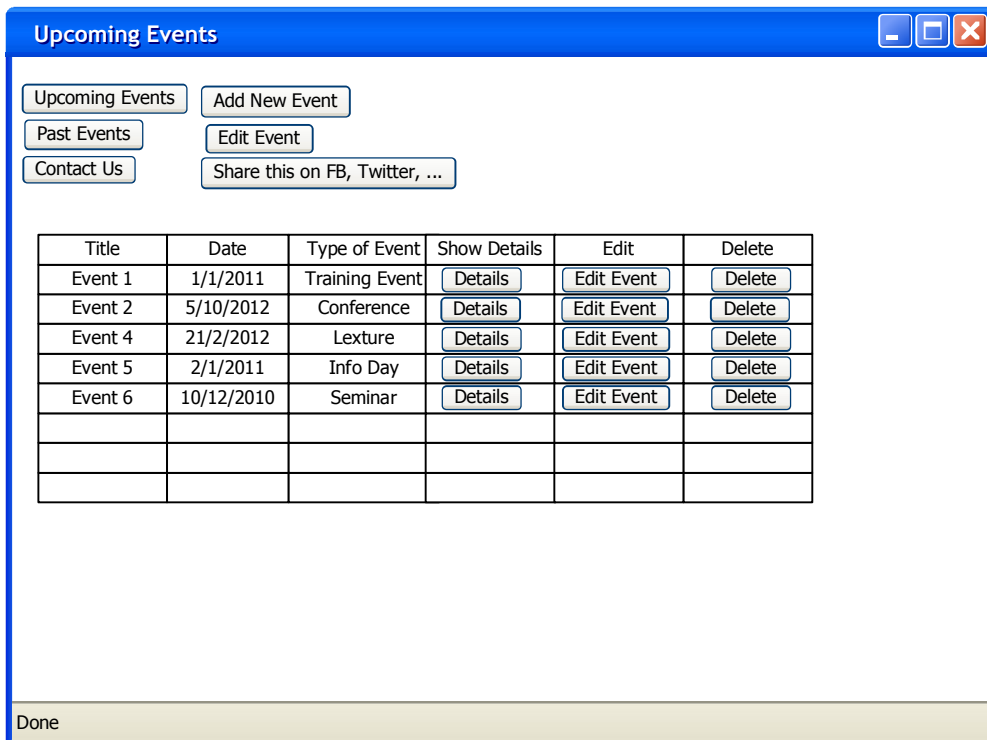 Upcoming Events
Upcoming Events Add New Event
Past Events Edit Event
Contact Us Share this on FB, Twitter, ...
Title Date Type of Event Show Details Edit Delete
Event 1 1/1/2011 Training Event Details Edit Event Delete
Event 2 5/10/2012 Conference Details Edit Event Delete
Event 4 21/2/2012 Lexture Details Edit Event Delete
Event 5 2/1/2011 Info Day Details Edit Event Delete
Event 6 10/12/2010 Seminar Details Edit Event Delete
Done